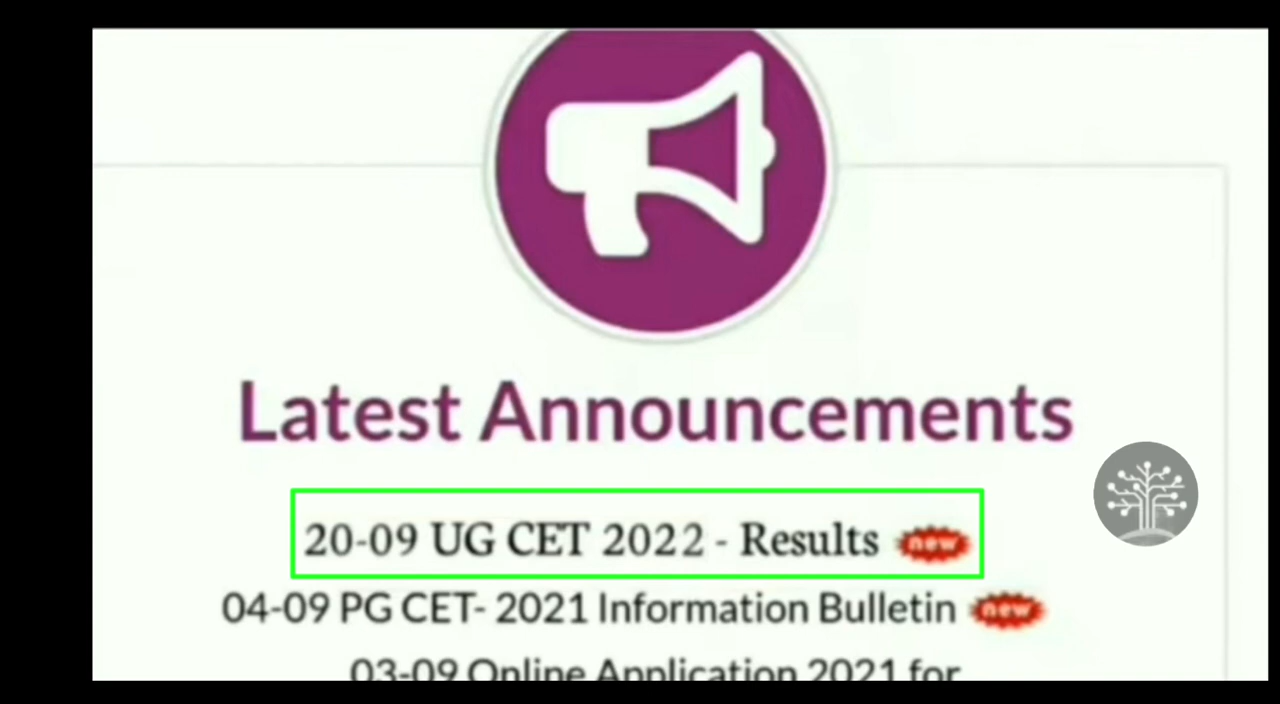 Latest Announcements
20-09 UG CET 2022 - Results new
04-09 PG CET- 2021 Information Bulletin new
03-09 Online Application 2021 for